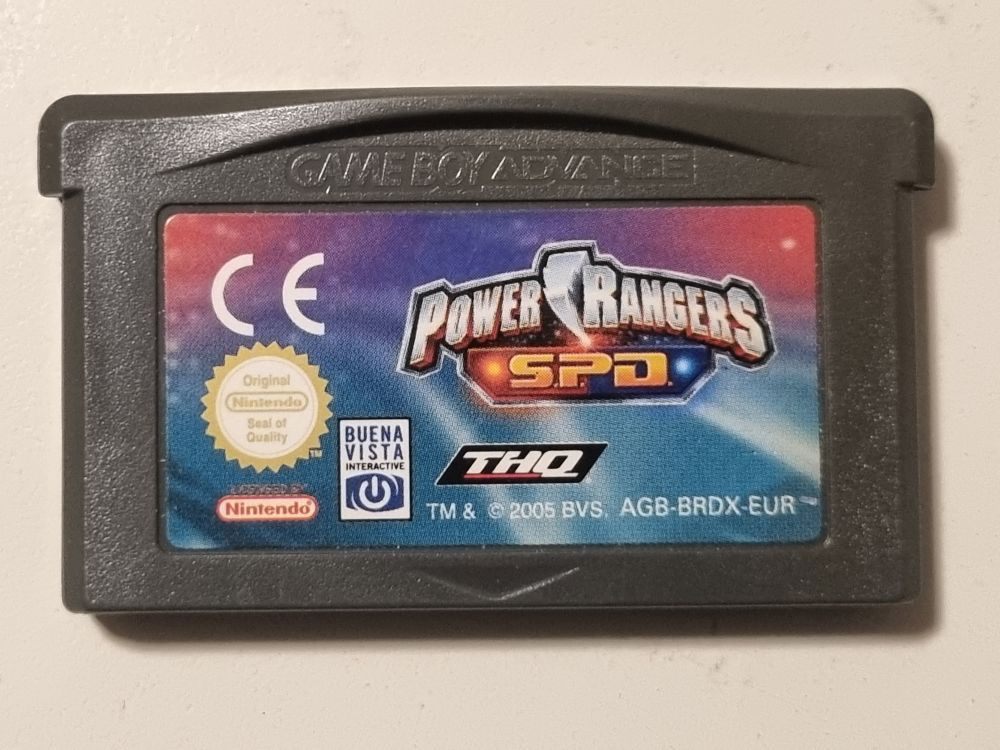 GAME BOY ADVANCE
CE
POWER RANGERS
S.P.D.
Original
Nintendo
Seal of
Quality
TM
LICENSED BY
Nintendo
BUENA
VISTA
INTERACTIVE
THQ
TM & © 2005 BVS. AGB-BRDX-EUR